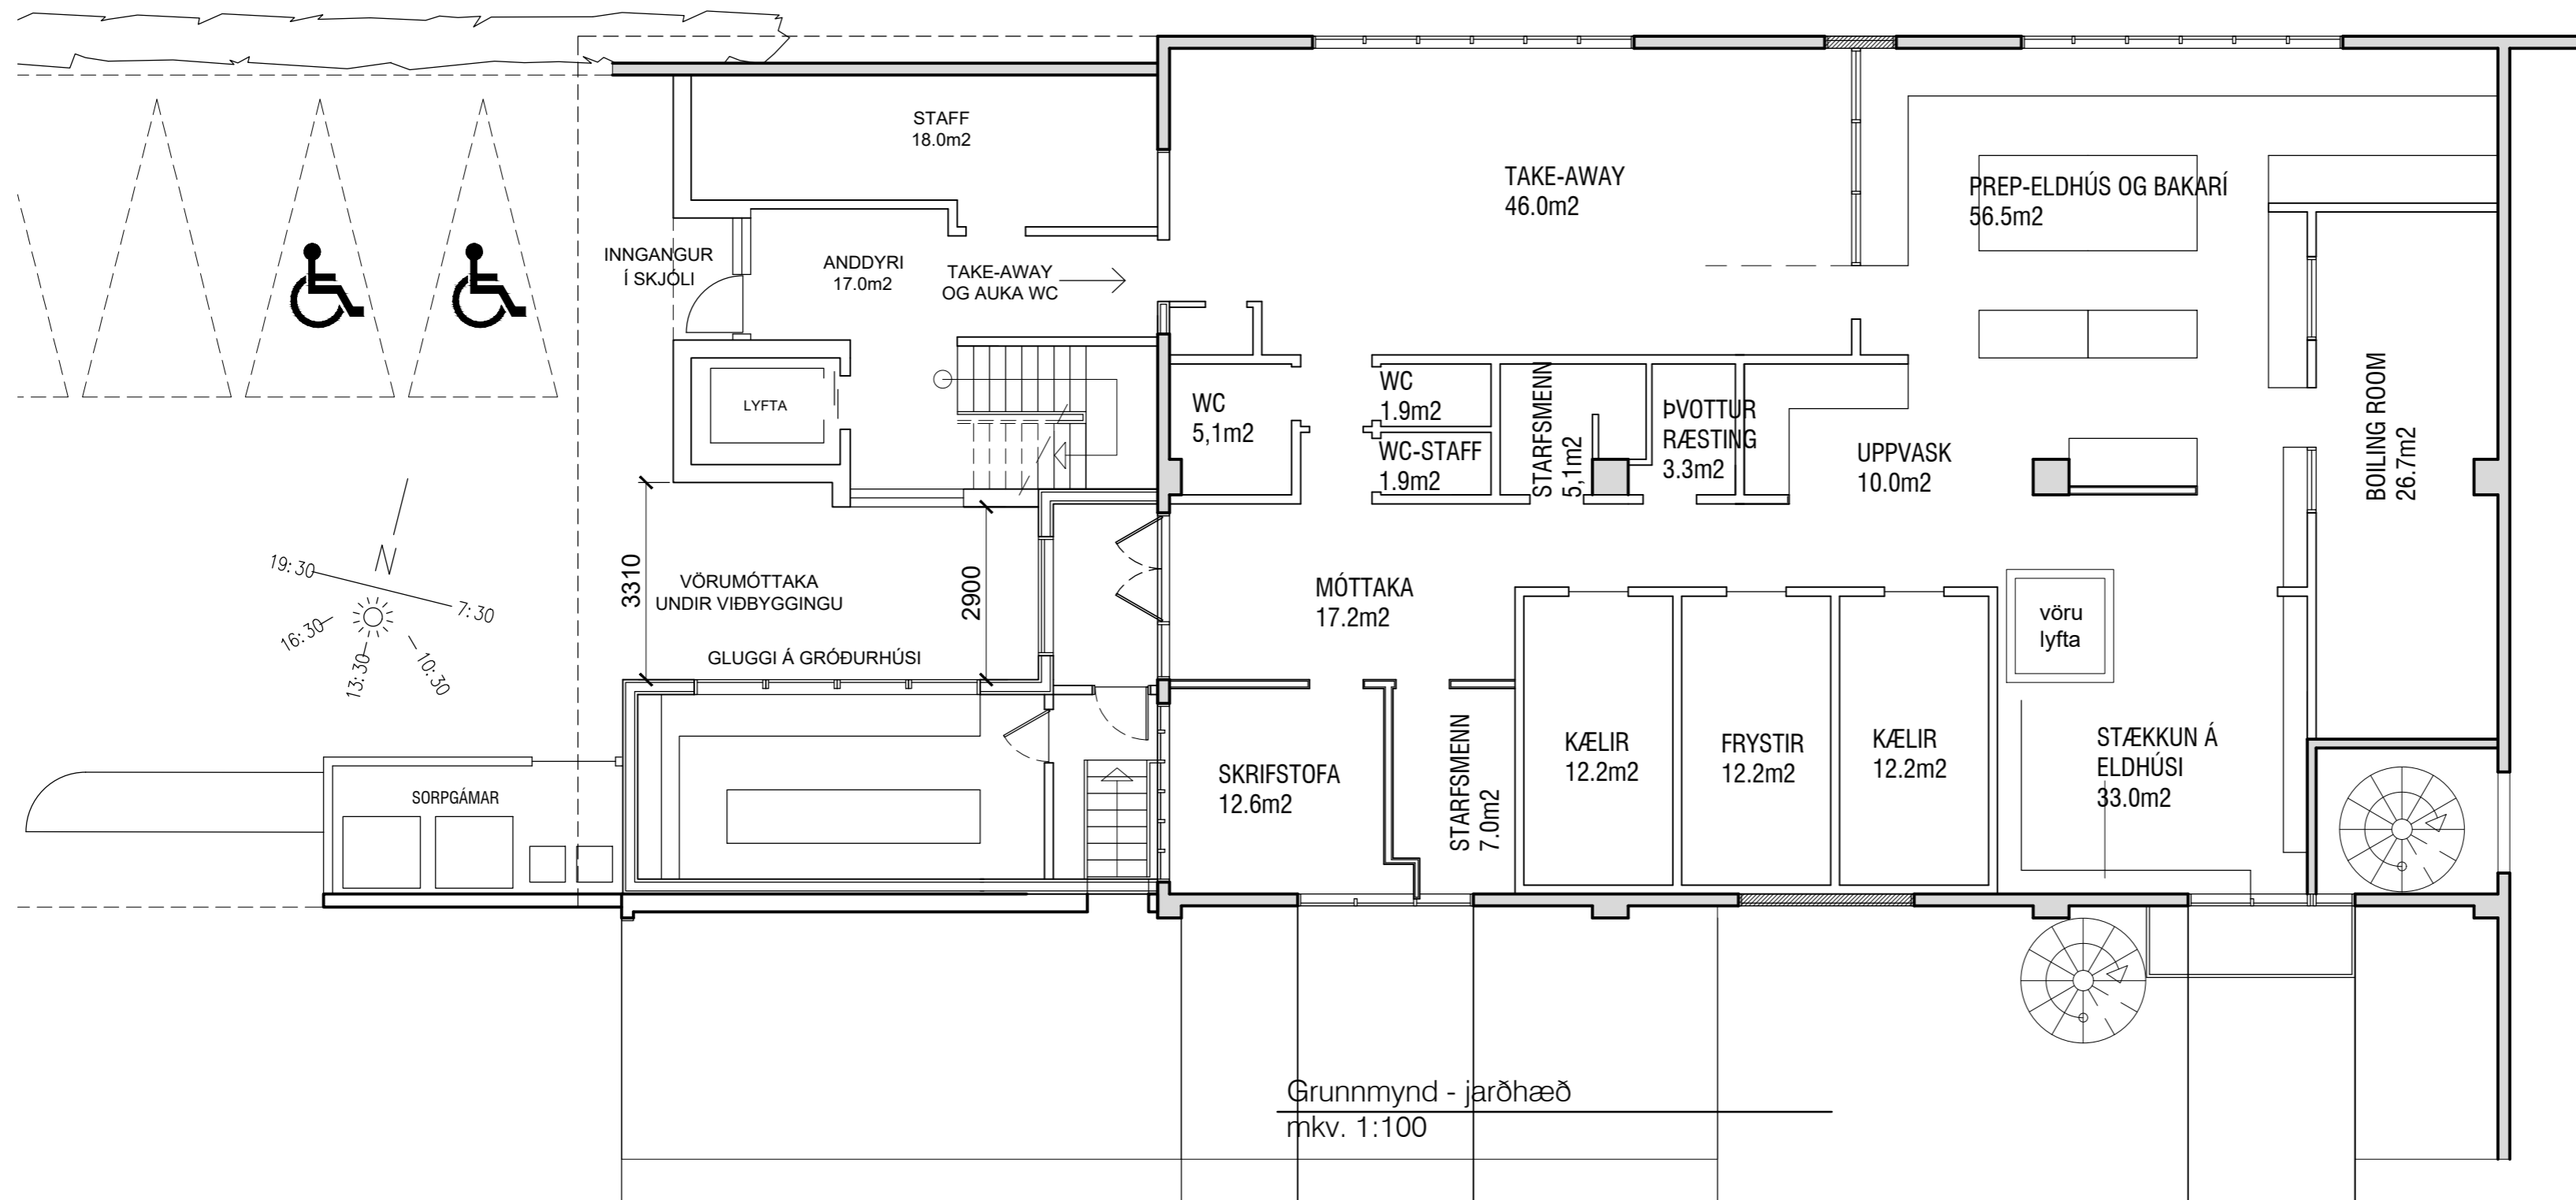 STAFF
18.0m2
TAKE-AWAY
46.0m2
PREP-ELDHÚS OG BAKARÍ
56.5m2
INNGANGUR
Í SKJÓLI
ANDDYRI
17.0m2
TAKE-AWAY
OG AUKA WC
LYFTA
WC
5,1m2
WC
1.9m2
WC-STAFF
1.9m2
STARFSMENN
5,1m2
ÞVOTTUR
RÆSTING
3.3m2
UPPVASK
10.0m2
BOILING ROOM
26.7m2
N
19:30
7:30
16:30
13:30
10:30
3310
VÖRUMÓTTAKA
UNDIR VIÐBYGGINGU
2900
GLUGGI Á GRÓÐURHÚSI
MÓTTAKA
17.2m2
vöru
lyfta
SORPGÁMAR
SKRIFSTOFA
12.6m2
STARFSMENN
7.0m2
KÆLIR
12.2m2
FRYSTIR
12.2m2
KÆLIR
12.2m2
STÆKKUN Á
ELDHÚSI
33.0m2
Grunnmynd - jarðhæð
mkv. 1:100